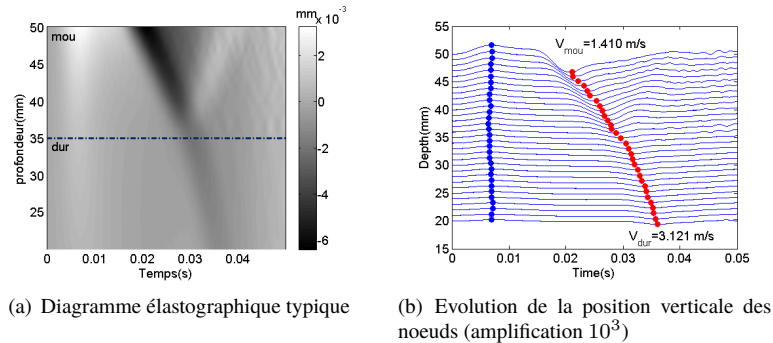 mm
x 10⁻³
mou
dur
50
45
40
35
30
25
profondeur(mm)
0
0.01
0.02
0.03
0.04
Temps(s)
2
0
-2
-4
-6
(a) Diagramme élastographique typique
V_mou=1.410 m/s
V_dur=3.121 m/s
55
50
45
40
35
30
25
20
15
Depth(mm)
0
0.01
0.02
0.03
0.04
0.05
Time(s)
(b) Evolution de la position verticale des
noeuds (amplification 10³)